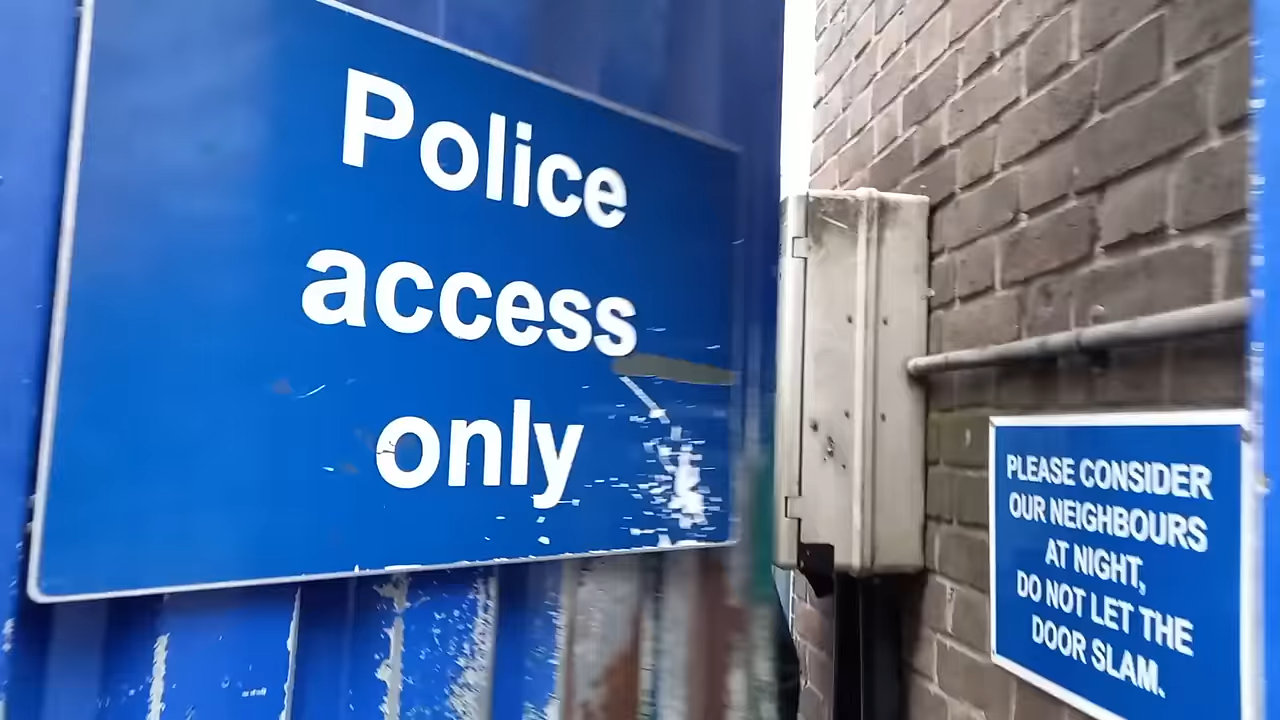 Police
access
only
PLEASE CONSIDER
OUR NEIGHBOURS
AT NIGHT,
DO NOT LET THE
DOOR SLAM.